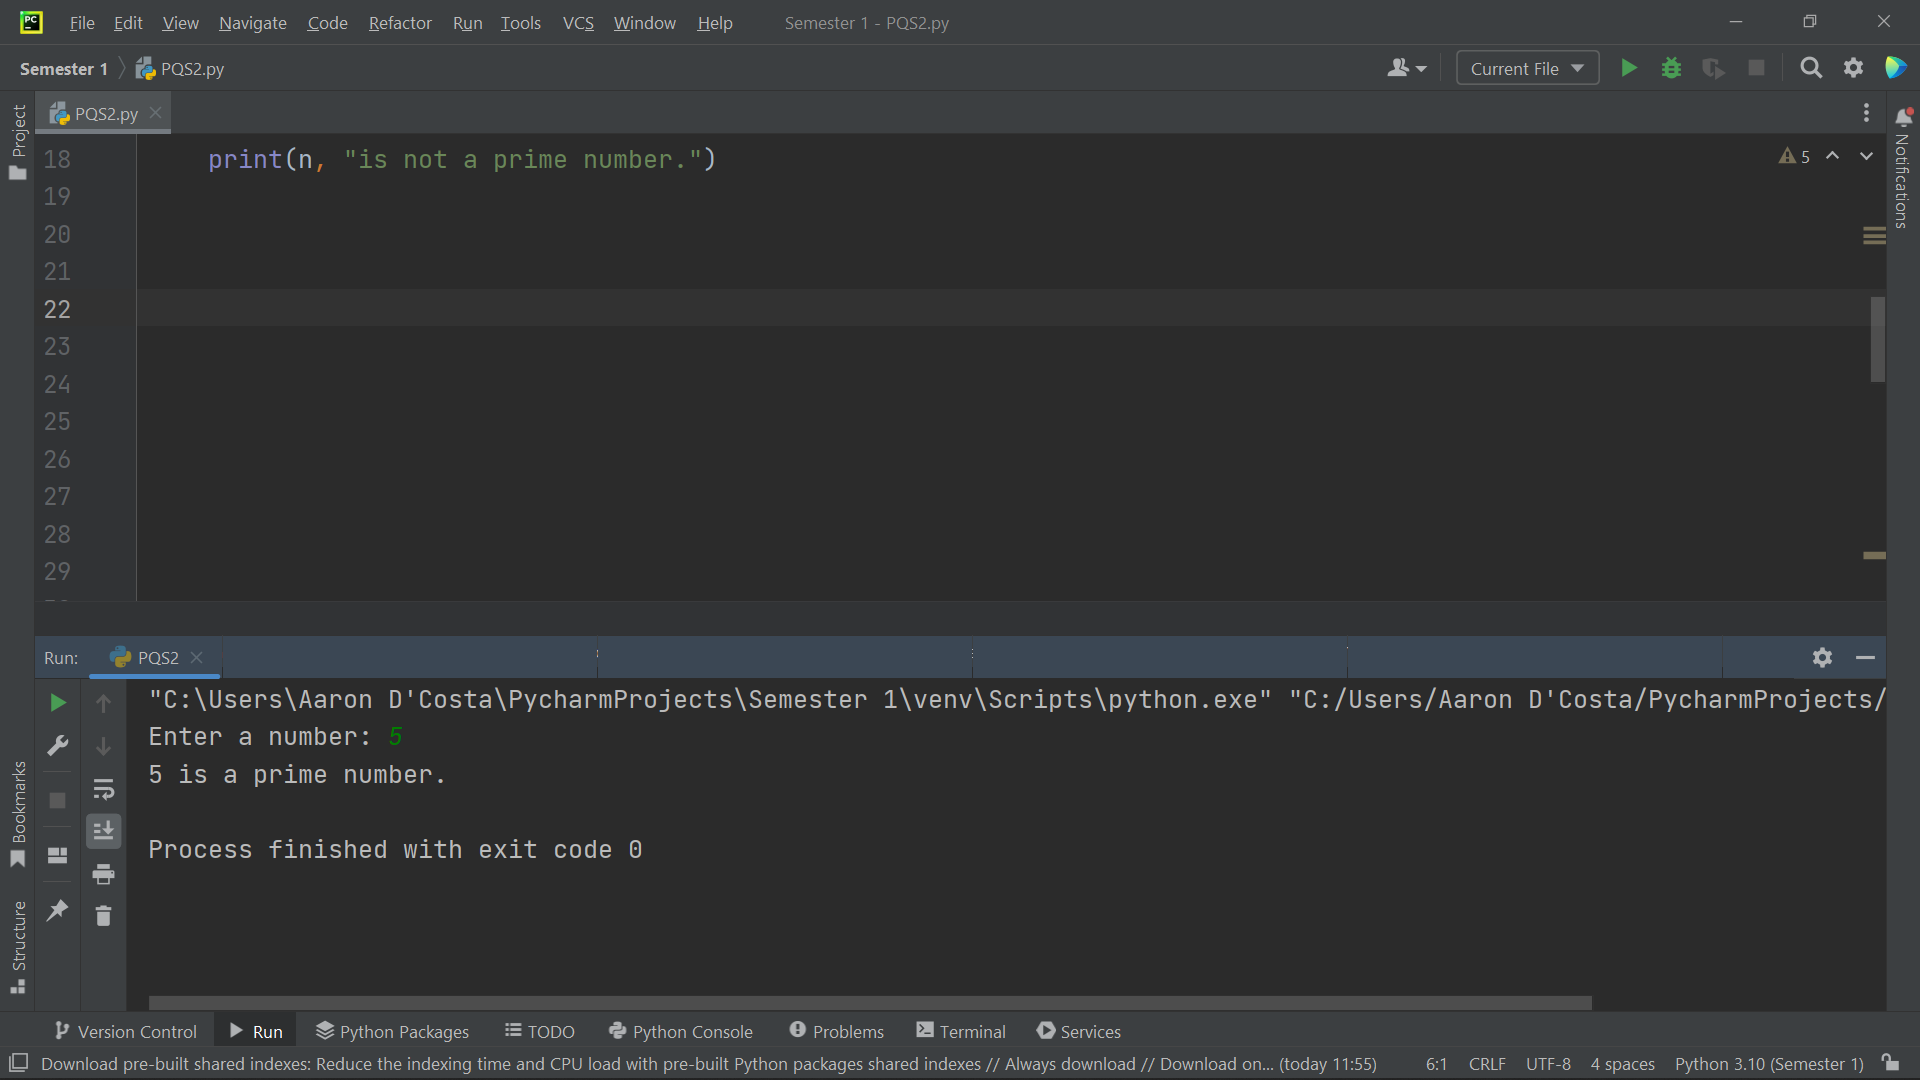 PC File Edit View Navigate Code Refactor Run Tools VCS Window Help Semester 1 - PQS2.py
Semester 1 PQS2.py Current File
Project
PQS2.py
Notifications
18 print(n, "is not a prime number.") 5
19
20
21
22
23
24
25
26
27
28
29
Run: PQS2
"C:\Users\Aaron D'Costa\PycharmProjects\Semester 1\venv\Scripts\python.exe" "C:/Users/Aaron D'Costa/PycharmProjects/
Enter a number: 5
5 is a prime number.
Process finished with exit code 0
Bookmarks
Structure
Version Control Run Python Packages TODO Python Console Problems Terminal Services
Download pre-built shared indexes: Reduce the indexing time and CPU load with pre-built Python packages shared indexes // Always download // Download on... (today 11:55) 6:1 CRLF UTF-8 4 spaces Python 3.10 (Semester 1)